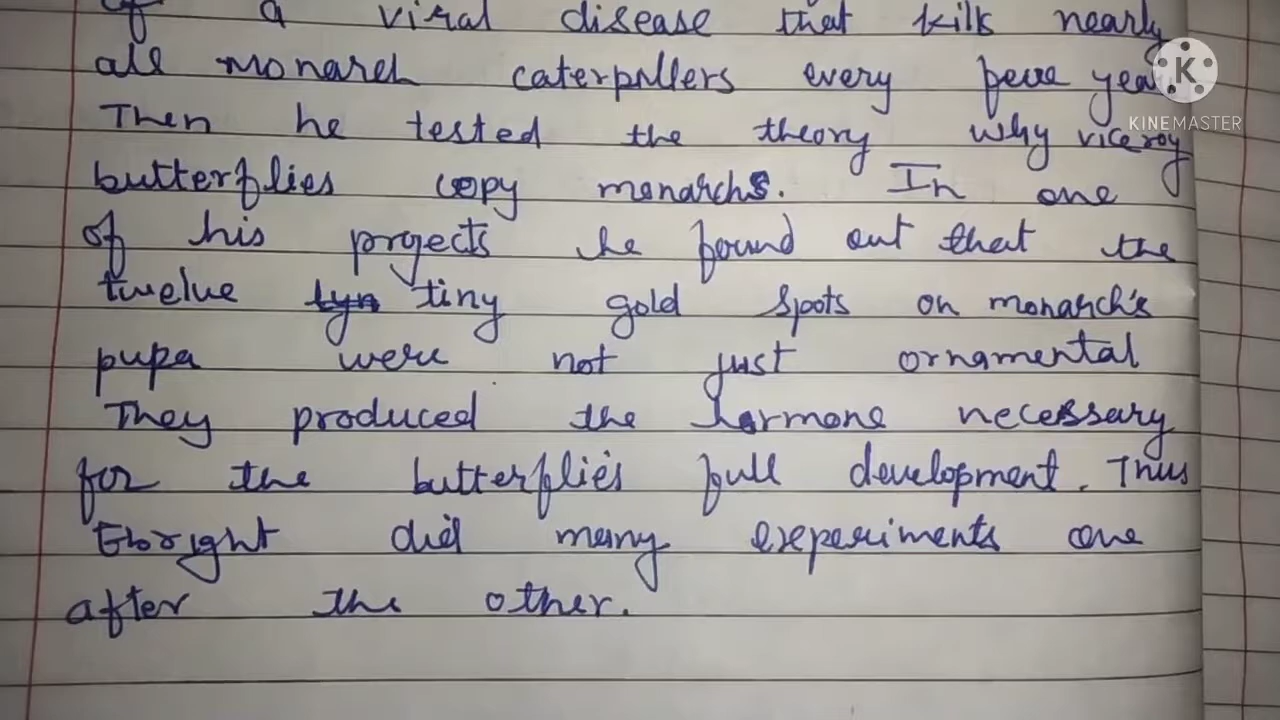 of a viral disease that kills nearly
all monarch caterpillers every few year.
Then he tested the theory why viceroy
butterflies copy monarchs. In one
of his projects he found out that the
twelve tiny gold spots on monarch's
pupa were not just ornamental
They produced the hormone necessary
for the butterflie's full development. Thus
Ebright did many experiments one
after the other.
KINEMASTER